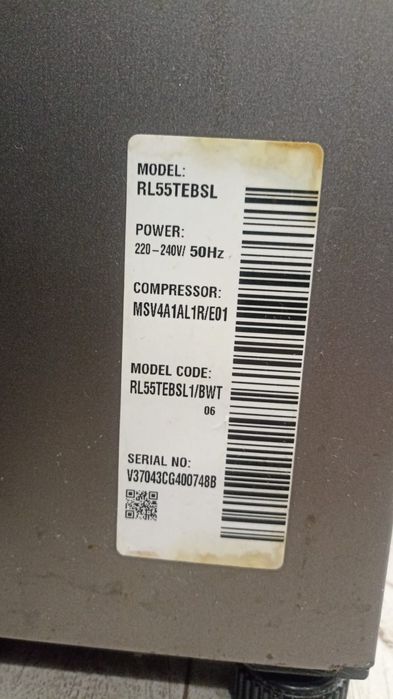 MODEL:
RL55TEBSL
POWER:
220-240V/ 50Hz
COMPRESSOR:
MSV4A1AL1R/E01
MODEL CODE:
RL55TEBSL1/BWT
06
SERIAL NO:
V37043CG400748B